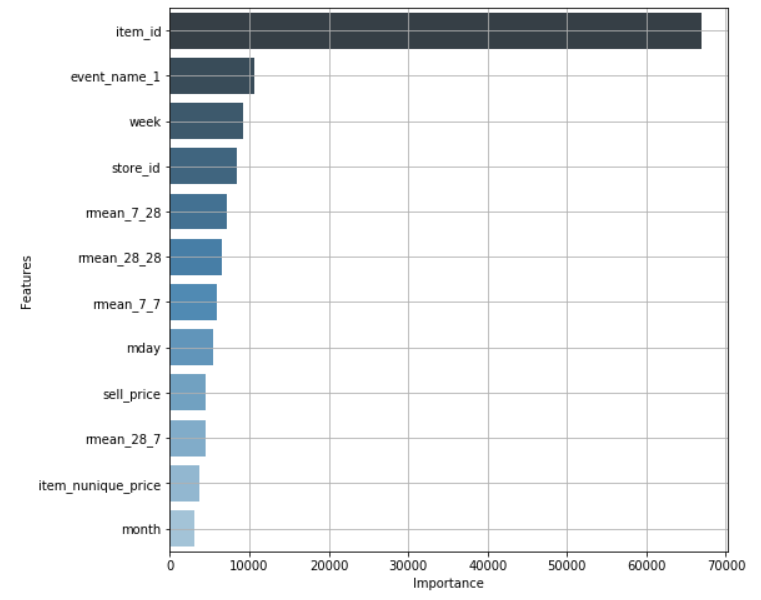 item_id
event_name_1
week
store_id
rmean_7_28
rmean_28_28
rmean_7_7
mday
sell_price
rmean_28_7
item_nunique_price
month
Features
0 10000 20000 30000 40000 50000 60000 70000
Importance